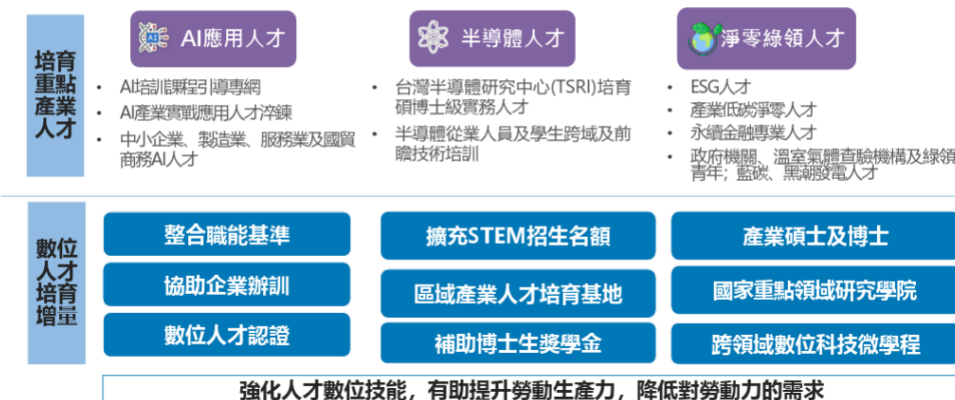 培育
重點
產業
人才
AI應用人才
AI培訓課程引導專網
AI產業實戰應用人才淬鍊
中小企業、製造業、服務業及國貿
商務AI人才
半導體人才
台灣半導體研究中心(TSRI)培育
碩博士級實務人才
半導體從業人員及學生跨域及前
瞻技術培訓
淨零綠領人才
ESG人才
產業低碳淨零人才
永續金融專業人才
政府機關、溫室氣體查驗機構及綠領
青年；藍碳、黑潮發電人才
數位
人才
培育
增量
整合職能基準
協助企業辦訓
數位人才認證
擴充STEM招生名額
區域產業人才培育基地
補助博士生獎學金
產業碩士及博士
國家重點領域研究學院
跨領域數位科技微學程
強化人才數位技能，有助提升勞動生產力，降低對勞動力的需求